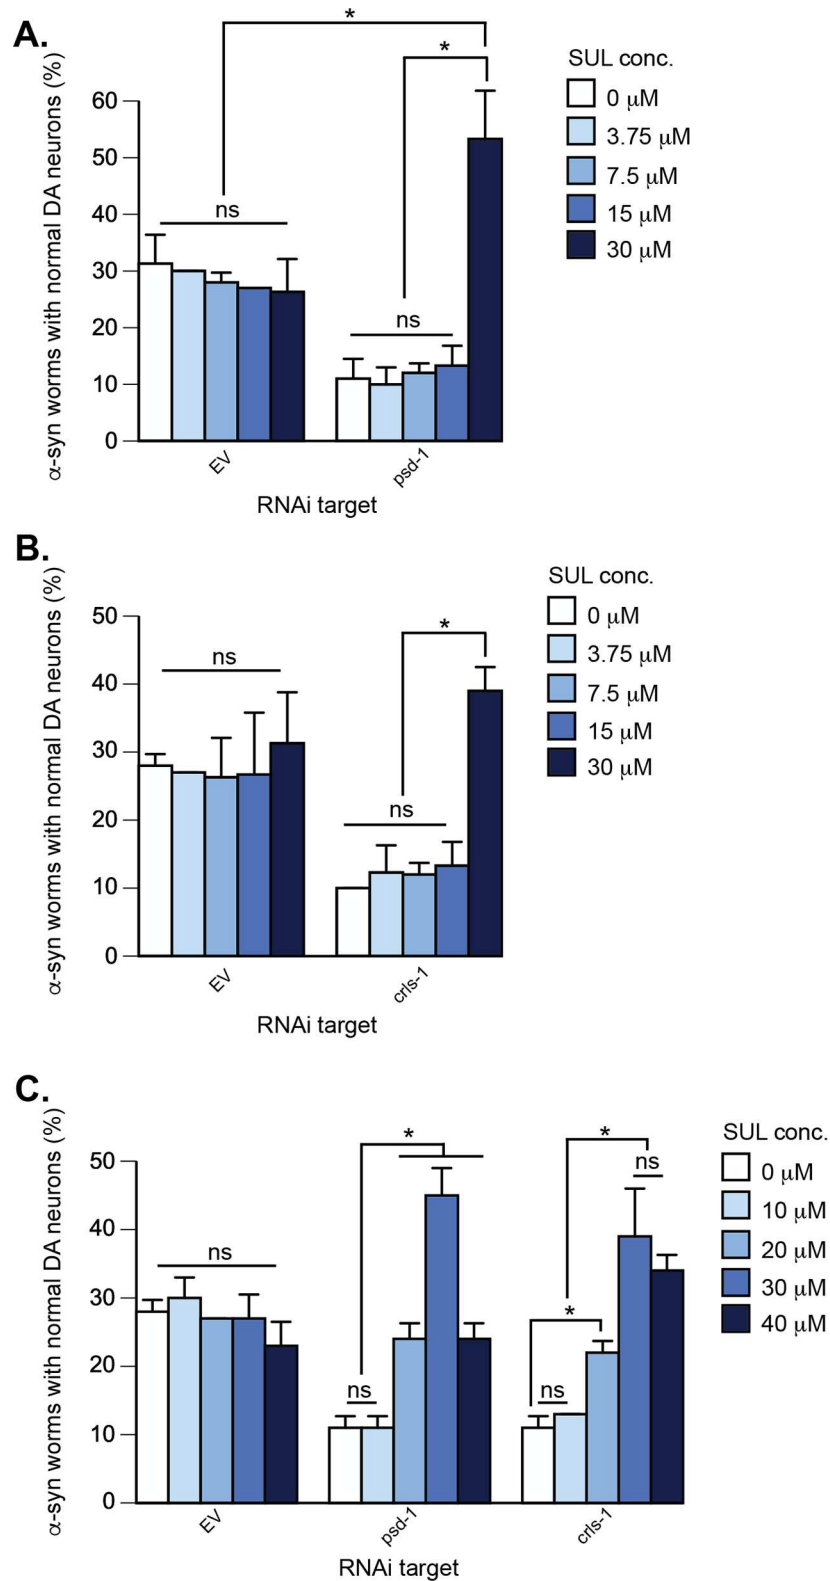 A.
α-syn worms with normal DA neurons (%)
60
50
40
30
20
10
0
ns
ns
*
*
EV
psd-1
RNAi target
SUL conc.
0 μM
3.75 μM
7.5 μM
15 μM
30 μM
B.
α-syn worms with normal DA neurons (%)
50
40
30
20
10
0
ns
ns
*
EV
crls-1
RNAi target
SUL conc.
0 μM
3.75 μM
7.5 μM
15 μM
30 μM
C.
α-syn worms with normal DA neurons (%)
50
40
30
20
10
0
ns
ns
*
ns
*
*
ns
EV
psd-1
crls-1
RNAi target
SUL conc.
0 μM
10 μM
20 μM
30 μM
40 μM